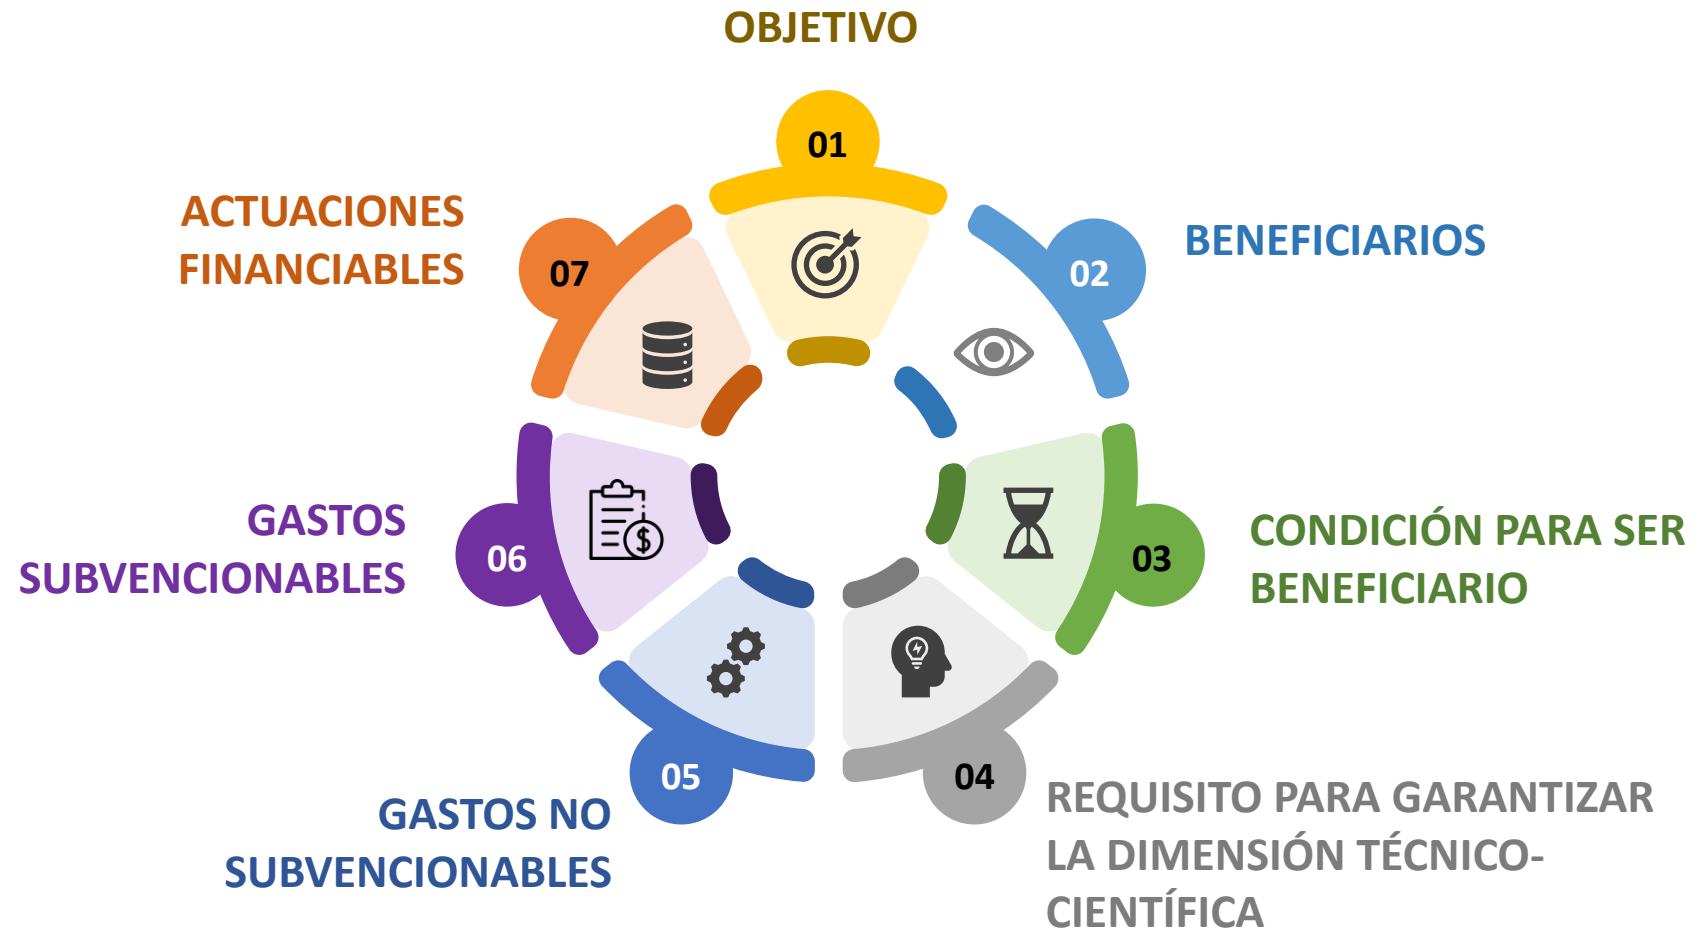 OBJETIVO
01
BENEFICIARIOS
02
CONDICIÓN PARA SER
BENEFICIARIO
03
REQUISITO PARA GARANTIZAR
LA DIMENSIÓN TÉCNICO-
CIENTÍFICA
04
GASTOS NO
SUBVENCIONABLES
05
GASTOS
SUBVENCIONABLES
06
ACTUACIONES
FINANCIABLES
07
$